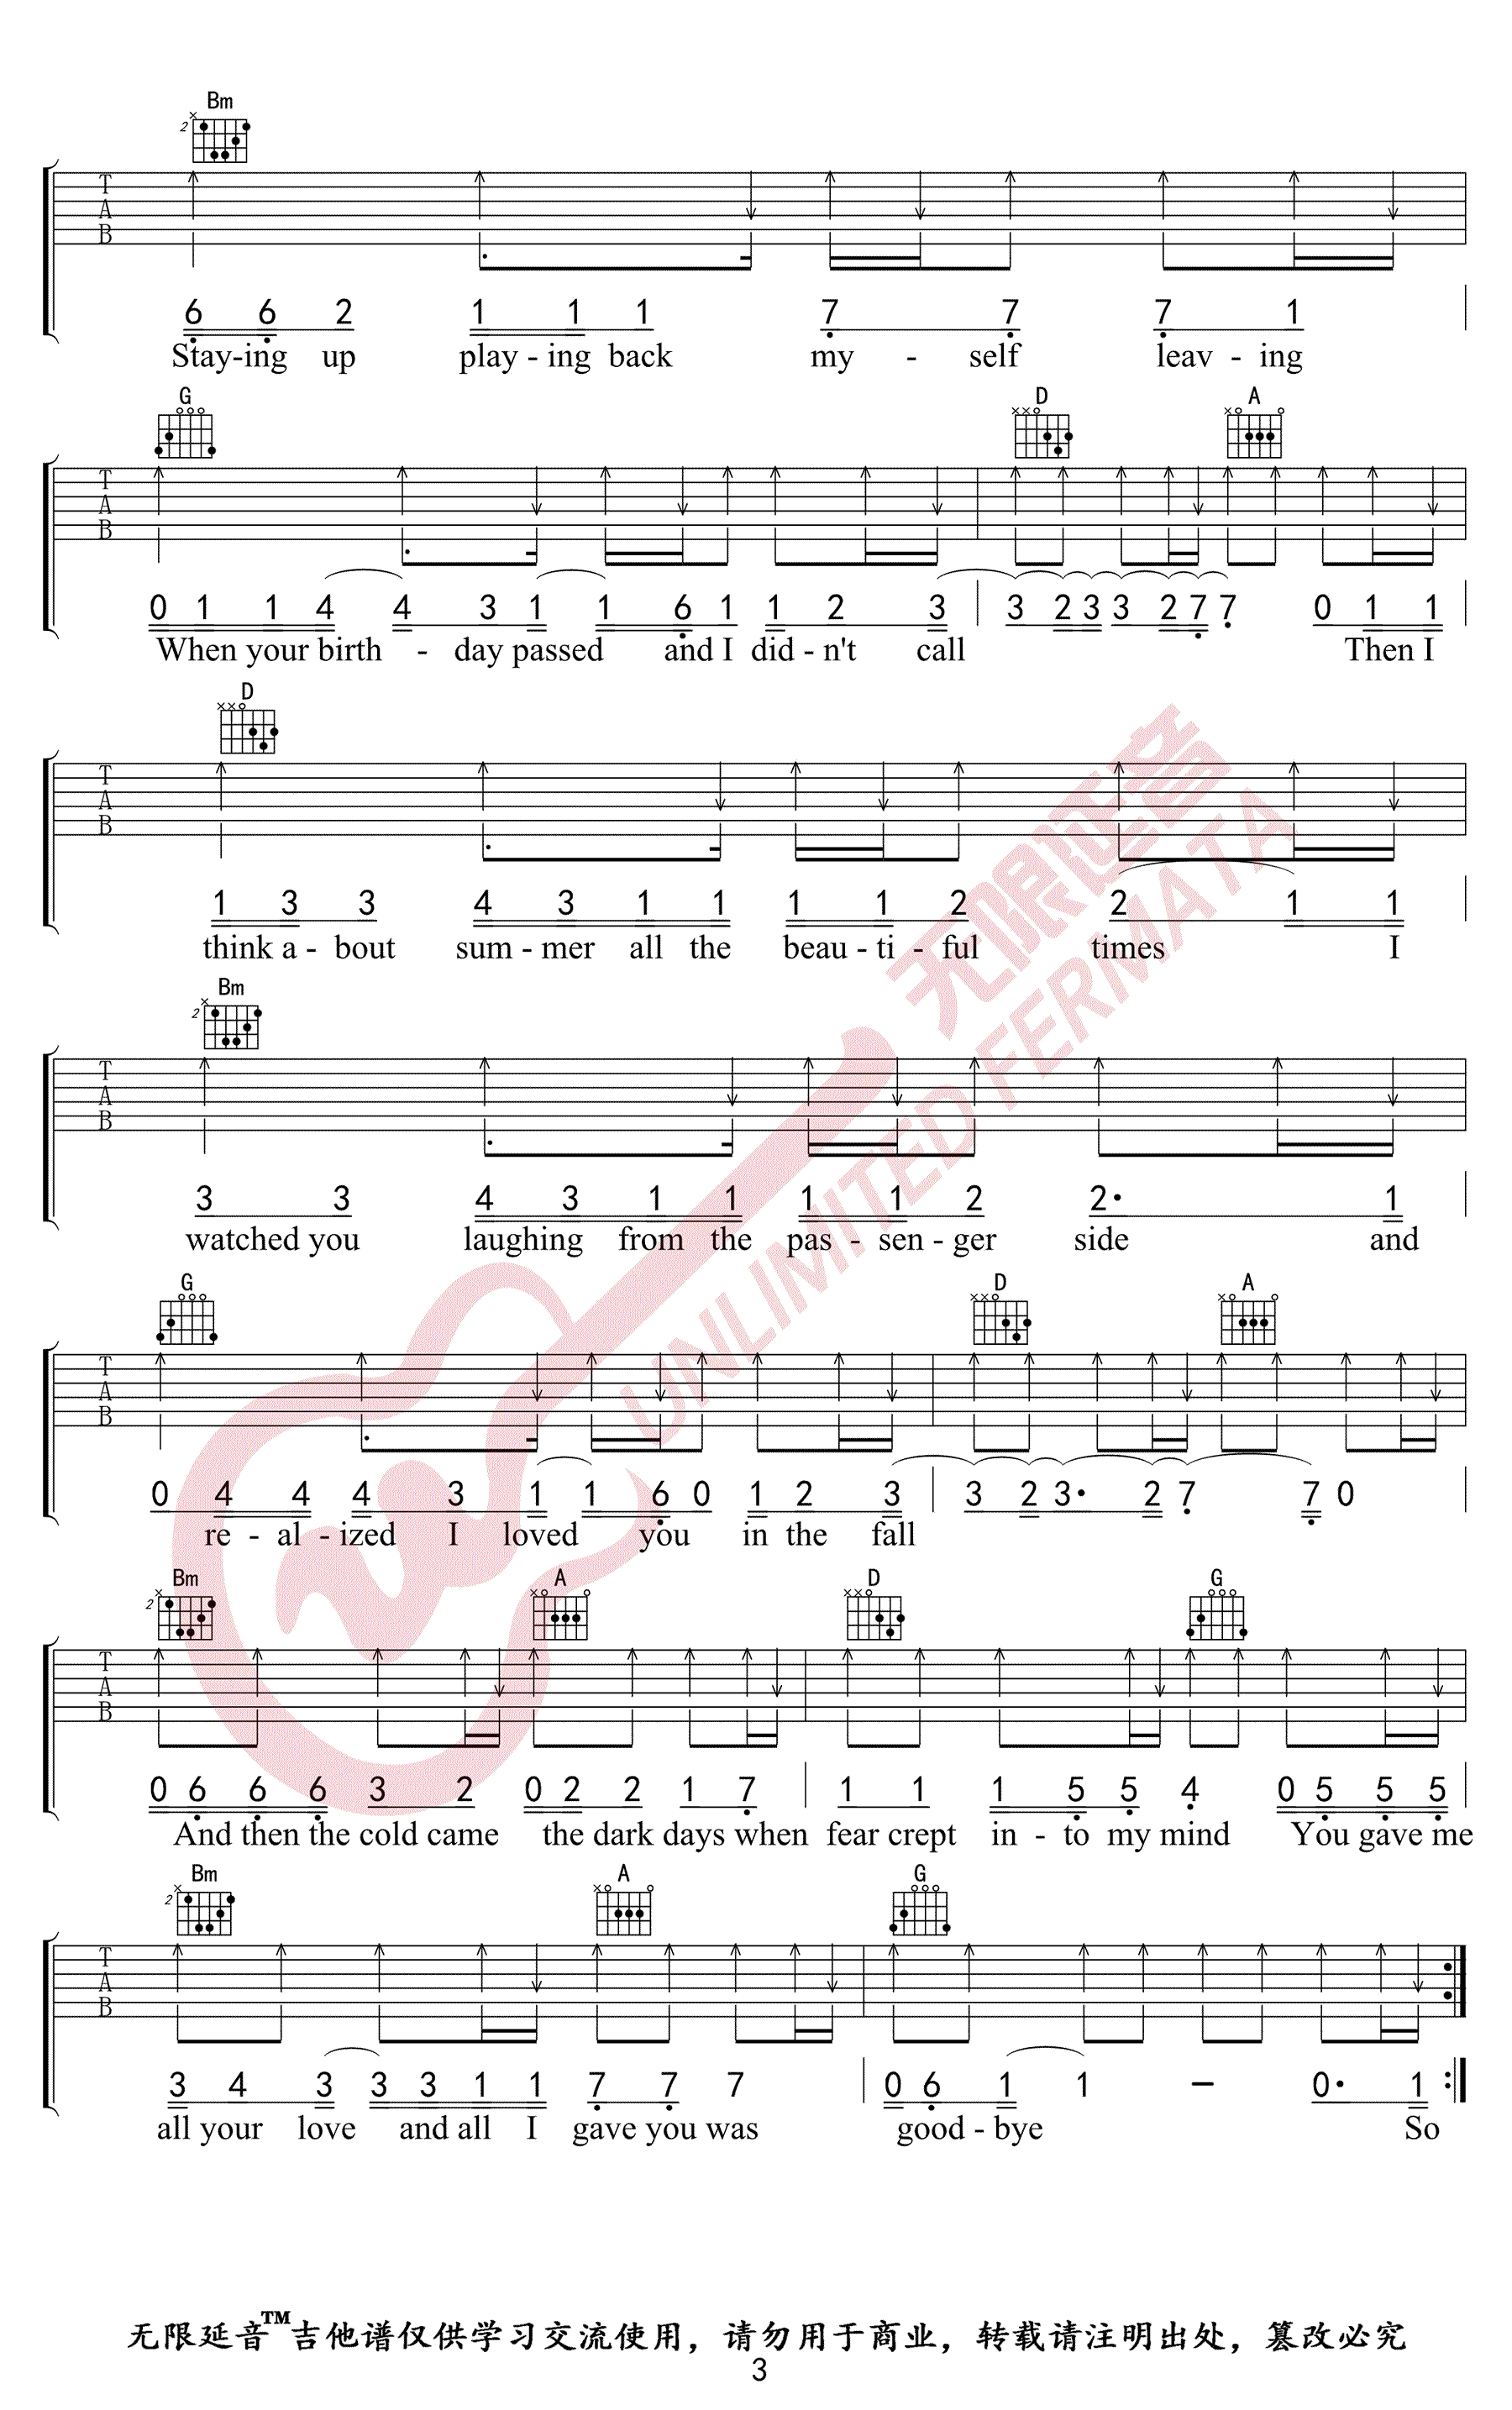 Bm
2
T
A
B
6 6 2 1 1 1 7 7 7 1
Stay-ing up play - ing back my - self leav - ing
G D A
T
A
B
0 1 1 4 4 3 1 1 6 1 1 2 3 3 2 3 3 2 7 7 0 1 1
When your birth - day passed and I did - n't call Then I
D
T
A
B
1 3 3 4 3 1 1 1 1 2 2 1 1
think a - bout sum - mer all the beau - ti - ful times I
Bm
2
T
A
B
3 3 4 3 1 1 1 1 2 2· 1
watched you laughing from the pas - sen - ger side and
G D A
T
A
B
0 4 4 4 3 1 1 6 0 1 2 3 3 2 3· 2 7 7 0
re - al - ized I loved you in the fall
Bm A D G
2
T
A
B
0 6 6 6 3 2 0 2 2 1 7 1 1 1 5 5 4 0 5 5 5
And then the cold came the dark days when fear crept in - to my mind You gave me
Bm A G
2
T
A
B
3 4 3 3 3 1 1 7 7 7 0 6 1 1 - 0· 1
all your love and all I gave you was good - bye So
无限延音
UNLIMITED FERMATA
无限延音™吉他谱仅供学习交流使用，请勿用于商业，转载请注明出处，篡改必究
3